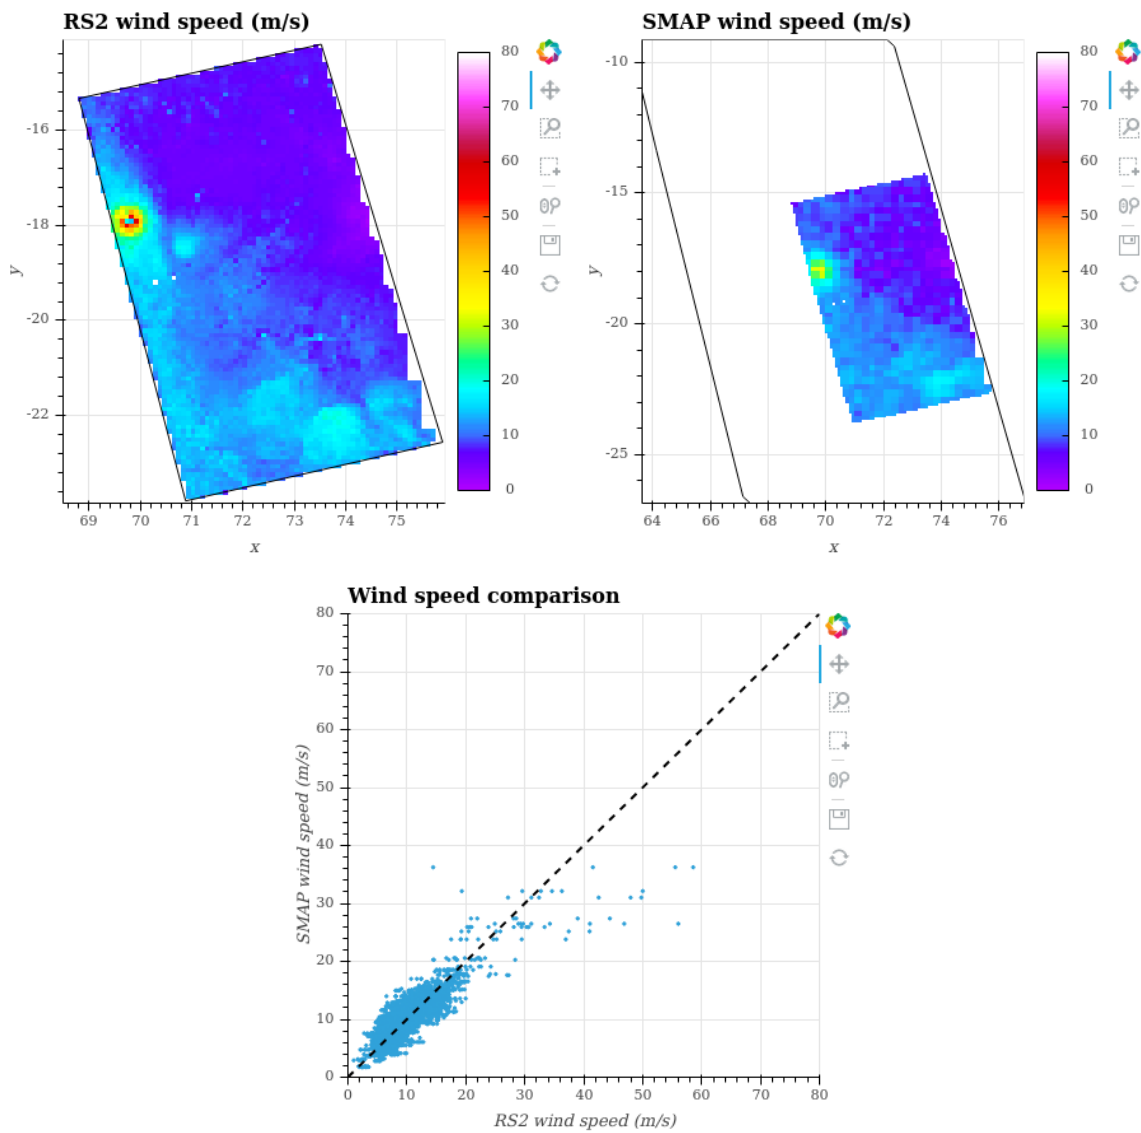 RS2 wind speed (m/s)
80
70
60
50
40
30
20
10
0
-16
-18
-20
-22
y
69 70 71 72 73 74 75
x
SMAP wind speed (m/s)
80
70
60
50
40
30
20
10
0
-10
-15
-20
-25
y
64 66 68 70 72 74 76
x
Wind speed comparison
80
70
60
50
40
30
20
10
0
SMAP wind speed (m/s)
0 10 20 30 40 50 60 70 80
RS2 wind speed (m/s)